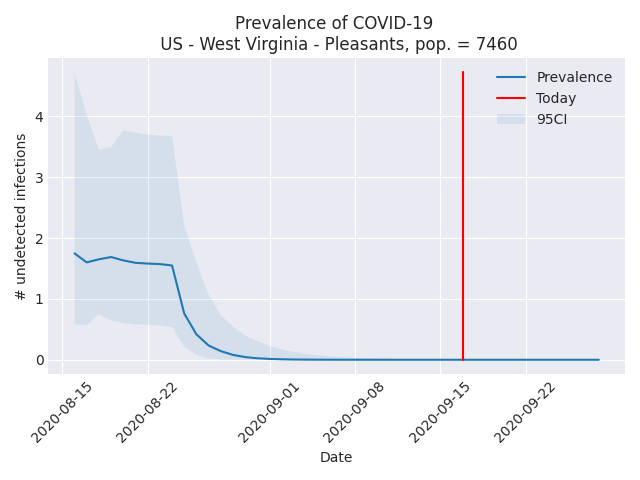 Prevalence of COVID-19
US - West Virginia - Pleasants, pop. = 7460
Prevalence
Today
95CI
# undetected infections
4
3
2
1
0
2020-08-15
2020-08-22
2020-09-01
2020-09-08
2020-09-15
2020-09-22
Date